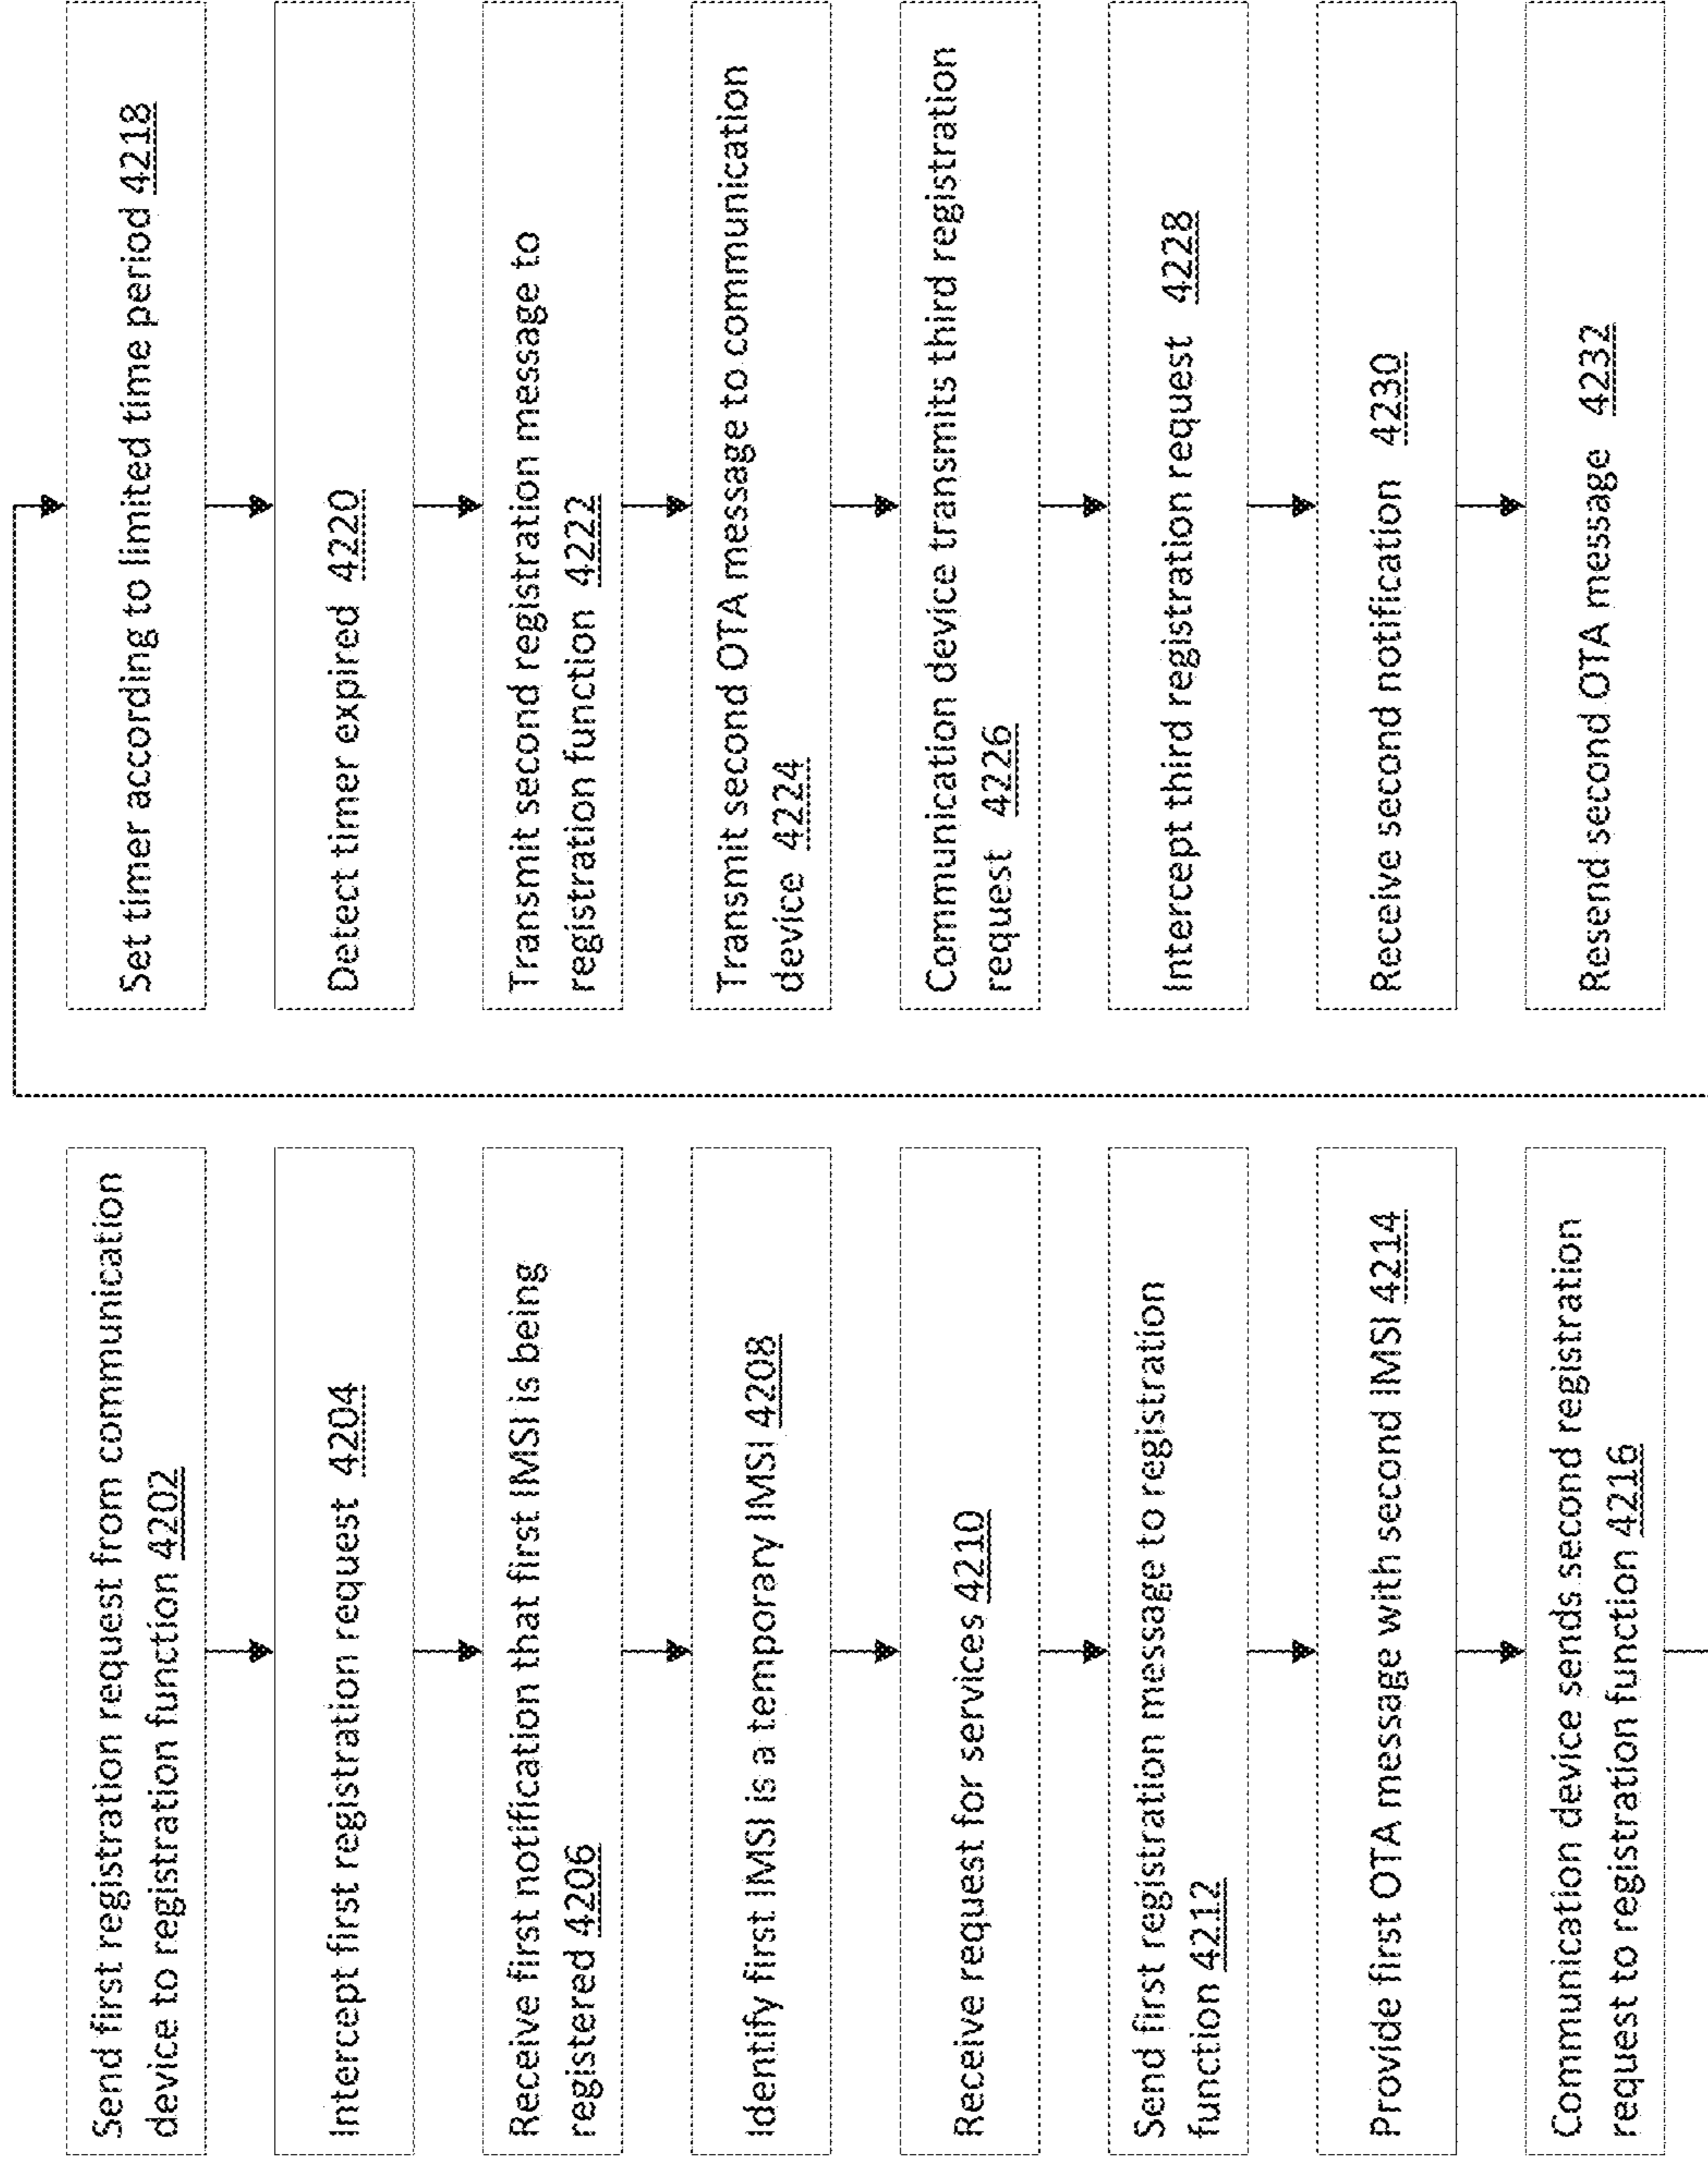 Send first registration request from communication
device to registration function 4202
Intercept first registration request 4204
Receive first notification that first IMSI is being
registered 4206
Identify first IMSI is a temporary IMSI 4208
Receive request for services 4210
Send first registration message to registration
function 4212
Provide first OTA message with second IMSI 4214
Communication device sends second registration
request to registration function 4216
Set timer according to limited time period 4218
Detect timer expired 4220
Transmit second registration message to
registration function 4222
Transmit second OTA message to communication
device 4224
Communication device transmits third registration
request 4226
Intercept third registration request 4228
Receive second notification 4230
Resend second OTA message 4232